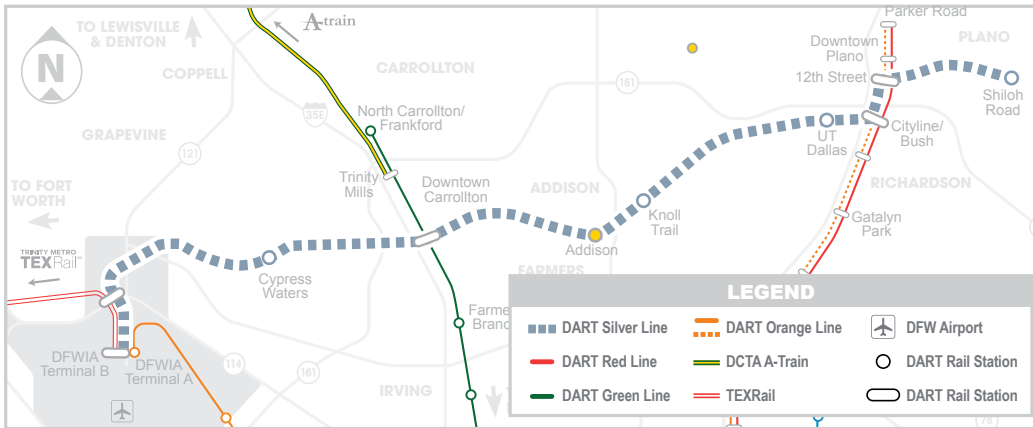 TO LEWISVILLE
& DENTON
A-train
COPPELL
CARROLLTON
161
Parker Road
Downtown
Plano
PLANO
12th Street
Shiloh
Road
N
35E
North Carrollton/
Frankford
GRAPEVINE
121
UT
Dallas
Cityline/
Bush
TO FORT
WORTH
Trinity
Mills
Downtown
Carrollton
ADDISON
RICHARDSON
Knoll
Trail
Gatalyn
Park
TRINITY METRO
TEXRail™
Addison
Cypress
Waters
FARMERS
Farme
Branc
DFWIA
Terminal B
DFWIA
Terminal A
114
161
IRVING
LEGEND
DART Silver Line
DART Orange Line
DFW Airport
DART Red Line
DCTA A-Train
DART Rail Station
DART Green Line
TEXRail
DART Rail Station
78